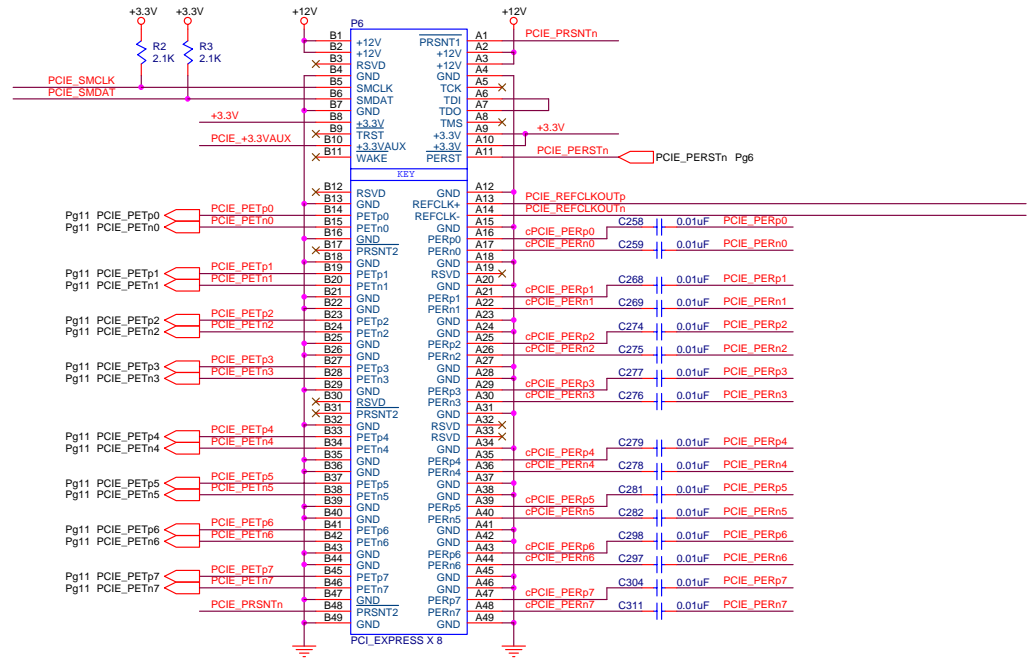 +3.3V +3.3V +12V +12V
P6
R2 2.1K R3 2.1K
B1 +12V PRSNT1 A1 PCIE_PRSNTn
B2 +12V +12V A2
B3 RSVD +12V A3
B4 GND GND A4
PCIE_SMCLK B5 SMCLK TCK A5
PCIE_SMDAT B6 SMDAT TDI A6
B7 GND TDO A7
+3.3V B8 +3.3V TMS A8
B9 TRST +3.3V A9 +3.3V
PCIE_+3.3VAUX B10 +3.3VAUX +3.3V A10
B11 WAKE PERST A11 PCIE_PERSTn PCIE_PERSTn Pg6
KEY
B12 RSVD GND A12
B13 GND REFCLK+ A13 PCIE_REFCLKOUTp
Pg11 PCIE_PETp0 PCIE_PETp0 B14 PETp0 REFCLK- A14 PCIE_REFCLKOUTn
Pg11 PCIE_PETn0 PCIE_PETn0 B15 PETn0 GND A15 C258 0.01uF PCIE_PERp0
B16 GND PERp0 A16 cPCIE_PERp0
B17 PRSNT2 PERn0 A17 cPCIE_PERn0 C259 0.01uF PCIE_PERn0
B18 GND GND A18
Pg11 PCIE_PETp1 PCIE_PETp1 B19 PETp1 RSVD A19
Pg11 PCIE_PETn1 PCIE_PETn1 B20 PETn1 GND A20 C268 0.01uF PCIE_PERp1
B21 GND PERp1 A21 cPCIE_PERp1
B22 GND PERn1 A22 cPCIE_PERn1 C269 0.01uF PCIE_PERn1
Pg11 PCIE_PETp2 PCIE_PETp2 B23 PETp2 GND A23
Pg11 PCIE_PETn2 PCIE_PETn2 B24 PETn2 GND A24 C274 0.01uF PCIE_PERp2
B25 GND PERp2 A25 cPCIE_PERp2
B26 GND PERn2 A26 cPCIE_PERn2 C275 0.01uF PCIE_PERn2
Pg11 PCIE_PETp3 PCIE_PETp3 B27 PETp3 GND A27
Pg11 PCIE_PETn3 PCIE_PETn3 B28 PETn3 GND A28 C277 0.01uF PCIE_PERp3
B29 GND PERp3 A29 cPCIE_PERp3
B30 RSVD PERn3 A30 cPCIE_PERn3 C276 0.01uF PCIE_PERn3
B31 PRSNT2 GND A31
B32 GND RSVD A32
Pg11 PCIE_PETp4 PCIE_PETp4 B33 PETp4 RSVD A33
Pg11 PCIE_PETn4 PCIE_PETn4 B34 PETn4 GND A34 C279 0.01uF PCIE_PERp4
B35 GND PERp4 A35 cPCIE_PERp4
B36 GND PERn4 A36 cPCIE_PERn4 C278 0.01uF PCIE_PERn4
Pg11 PCIE_PETp5 PCIE_PETp5 B37 PETp5 GND A37
Pg11 PCIE_PETn5 PCIE_PETn5 B38 PETn5 GND A38 C281 0.01uF PCIE_PERp5
B39 GND PERp5 A39 cPCIE_PERp5
B40 GND PERn5 A40 cPCIE_PERn5 C282 0.01uF PCIE_PERn5
Pg11 PCIE_PETp6 PCIE_PETp6 B41 PETp6 GND A41
Pg11 PCIE_PETn6 PCIE_PETn6 B42 PETn6 GND A42 C298 0.01uF PCIE_PERp6
B43 GND PERp6 A43 cPCIE_PERp6
B44 GND PERn6 A44 cPCIE_PERn6 C297 0.01uF PCIE_PERn6
Pg11 PCIE_PETp7 PCIE_PETp7 B45 PETp7 GND A45
Pg11 PCIE_PETn7 PCIE_PETn7 B46 PETn7 GND A46 C304 0.01uF PCIE_PERp7
B47 GND PERp7 A47 cPCIE_PERp7
PCIE_PRSNTn B48 PRSNT2 PERn7 A48 cPCIE_PERn7 C311 0.01uF PCIE_PERn7
B49 GND GND A49
PCI_EXPRESS X 8